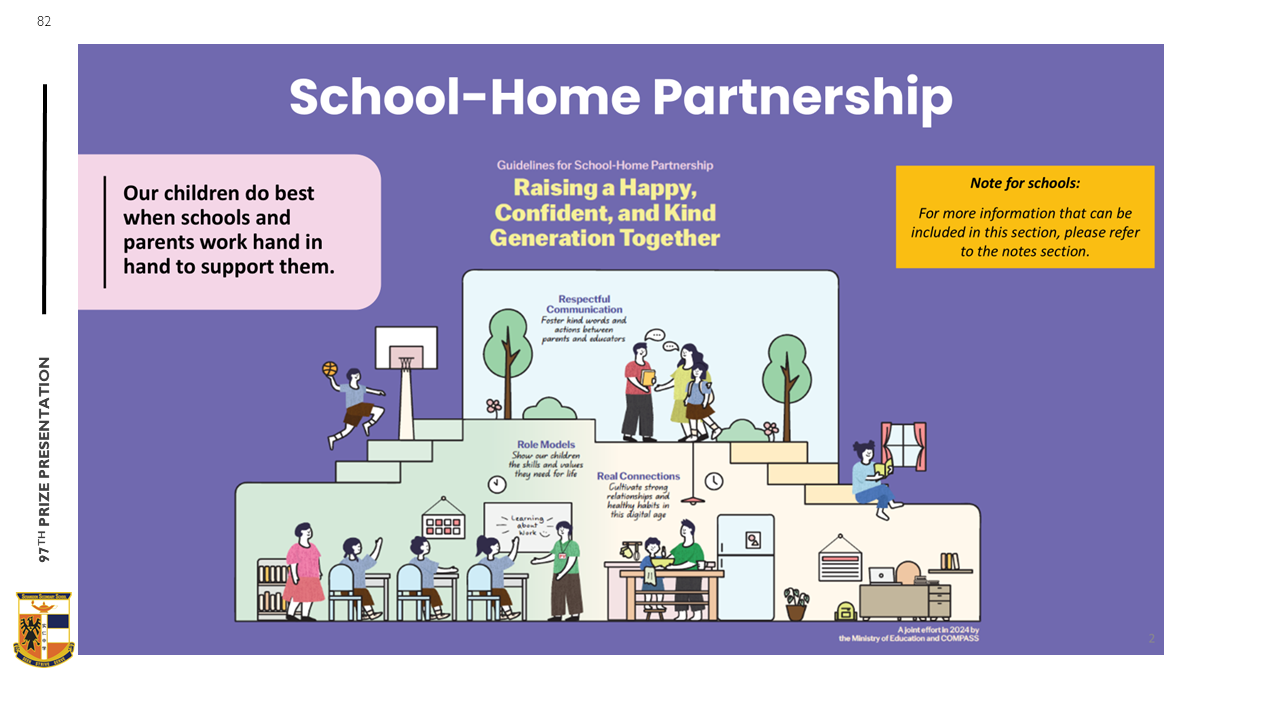 82
School-Home Partnership
Our children do best
when schools and
parents work hand in
hand to support them.
Guidelines for School-Home Partnership
Raising a Happy,
Confident, and Kind
Generation Together
Note for schools:
For more information that can be
included in this section, please refer
to the notes section.
Respectful
Communication
Foster kind words and
actions between
parents and educators
Role Models
Show our children
the skills and values
they need for life
Real Connections
Cultivate strong
relationships and
healthy habits in
this digital age
Learning
about
Work
A joint effort in 2024 by
the Ministry of Education and COMPASS
2
97TH PRIZE PRESENTATION